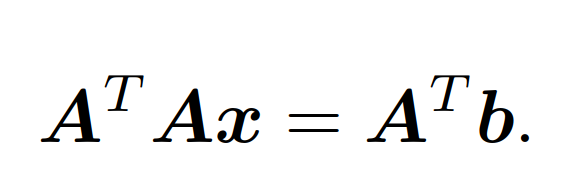 𝑨ᵀ𝑨𝒙 = 𝑨ᵀ𝒃.